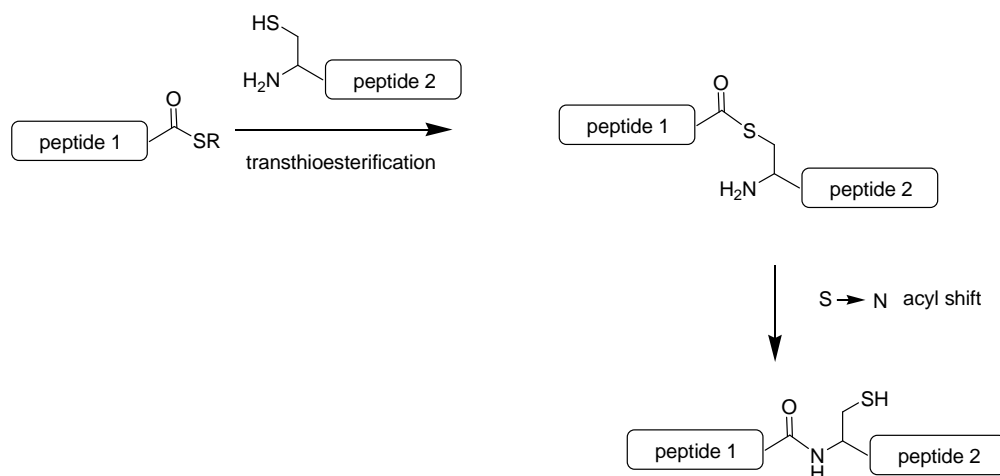 HS
H2N
peptide 2
O
peptide 1
SR
transthioesterification
O
peptide 1
S
H2N
peptide 2
S → N acyl shift
SH
O
peptide 1
N
H
peptide 2